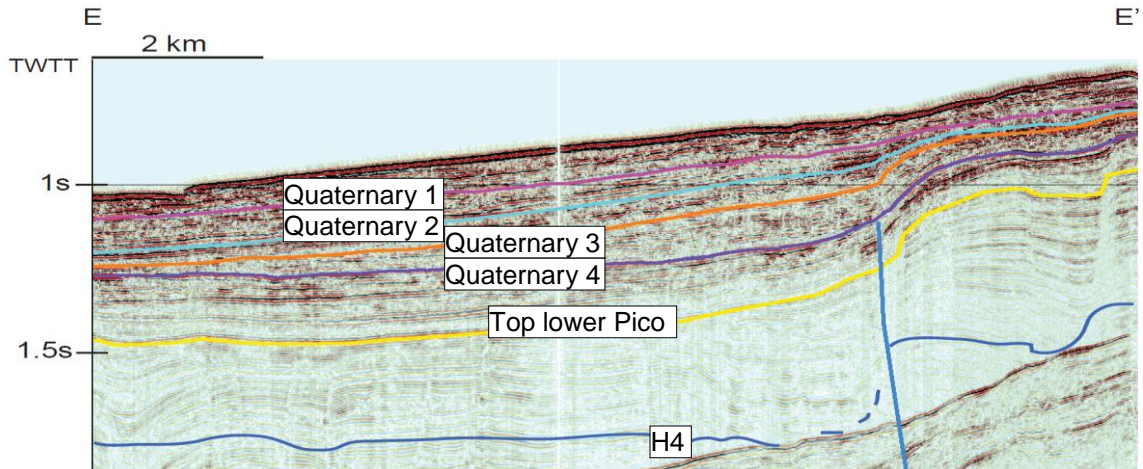 E
E'
2 km
TWTT
1s
Quaternary 1
Quaternary 2
Quaternary 3
Quaternary 4
Top lower Pico
1.5s
H4